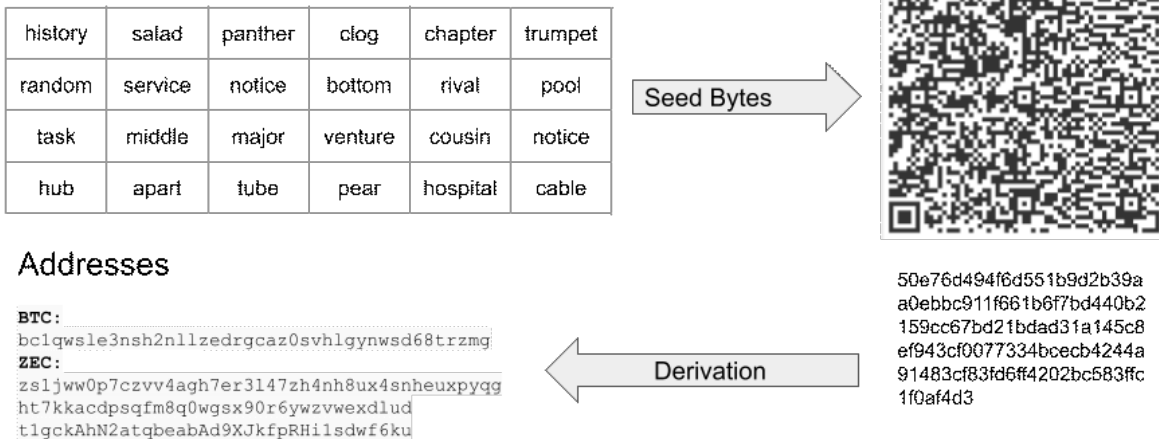 history salad panther clog chapter trumpet
random service notice bottom rival pool
task middle major venture cousin notice
hub apart tube pear hospital cable
Seed Bytes
Addresses
BTC:
bc1qwsle3nsh2nllzedrgcaz0svhlgynwsd68trzmg
ZEC:
zs1jww0p7czvv4agh7er3l47zh4nh8ux4snheuxpyqg
ht7kkacdpsqfm8q0wgsx90r6ywzvwexdlud
t1gckAhN2atqbeabAd9XJkfpRHi1sdwf6ku
Derivation
50e76d494f6d551b9d2b39a
a0ebbc911f661b6f7bd440b2
159cc67bd21bdad31a145c8
ef943cf0077334bcecb4244a
91483cf83fd6ff4202bc583ffc
1f0af4d3